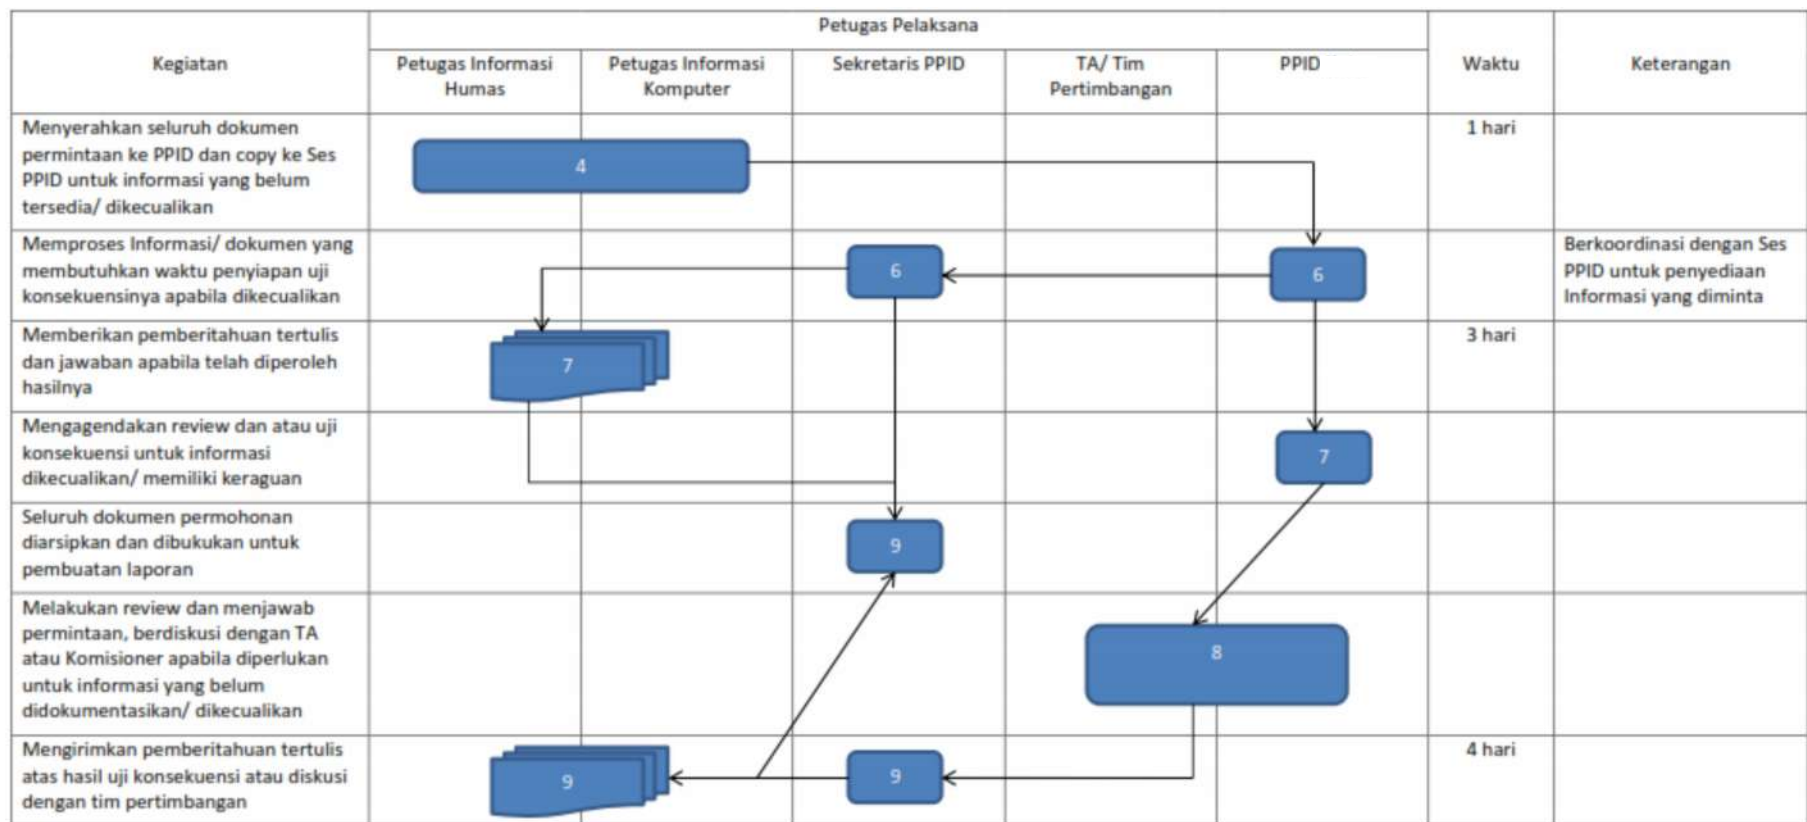 Petugas Pelaksana
Kegiatan
Petugas Informasi
Humas
Petugas Informasi
Komputer
Sekretaris PPID
TA/ Tim
Pertimbangan
PPID
Waktu
Keterangan
Menyerahkan seluruh dokumen
permintaan ke PPID dan copy ke Ses
PPID untuk informasi yang belum
tersedia/ dikecualikan
4
1 hari
Memproses Informasi/ dokumen yang
membutuhkan waktu penyiapan uji
konsekuensinya apabila dikecualikan
6
6
Berkoordinasi dengan Ses
PPID untuk penyediaan
Informasi yang diminta
Memberikan pemberitahuan tertulis
dan jawaban apabila telah diperoleh
hasilnya
7
3 hari
Mengagendakan review dan atau uji
konsekuensi untuk informasi
dikecualikan/ memiliki keraguan
7
Seluruh dokumen permohonan
diarsipkan dan dibukukan untuk
pembuatan laporan
9
Melakukan review dan menjawab
permintaan, berdiskusi dengan TA
atau Komisioner apabila diperlukan
untuk informasi yang belum
didokumentasikan/ dikecualikan
8
Mengirimkan pemberitahuan tertulis
atas hasil uji konsekuensi atau diskusi
dengan tim pertimbangan
9
9
4 hari